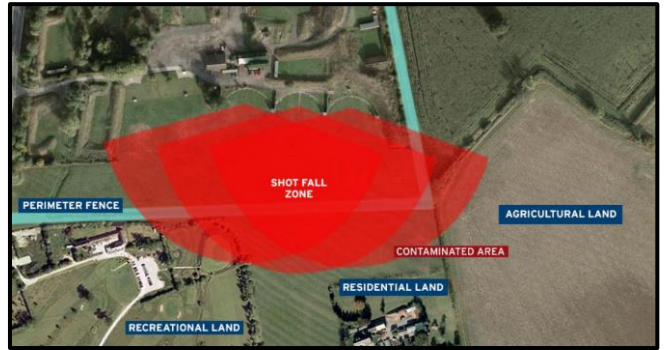 SHOT FALL
ZONE
PERIMETER FENCE
AGRICULTURAL LAND
CONTAMINATED AREA
RESIDENTIAL LAND
RECREATIONAL LAND